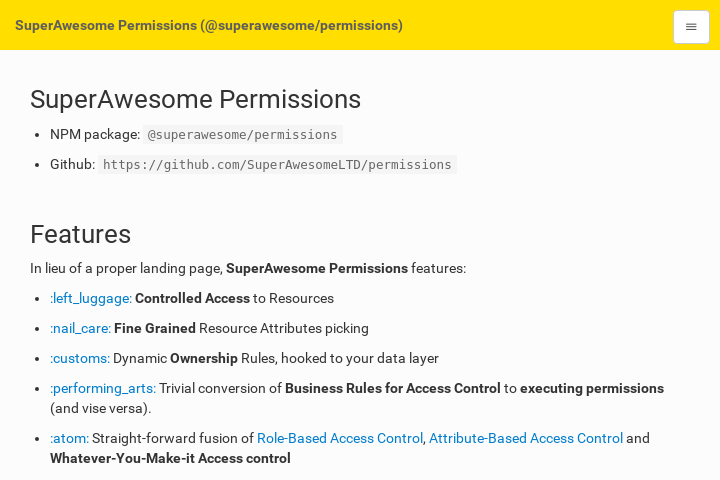 SuperAwesome Permissions (@superawesome/permissions)
SuperAwesome Permissions
NPM package: @superawesome/permissions
Github: https://github.com/SuperAwesomeLTD/permissions
Features
In lieu of a proper landing page, SuperAwesome Permissions features:
:left_luggage: Controlled Access to Resources
:nail_care: Fine Grained Resource Attributes picking
:customs: Dynamic Ownership Rules, hooked to your data layer
:performing_arts: Trivial conversion of Business Rules for Access Control to executing permissions
(and vise versa).
:atom: Straight-forward fusion of Role-Based Access Control, Attribute-Based Access Control and
Whatever-You-Make-it Access control